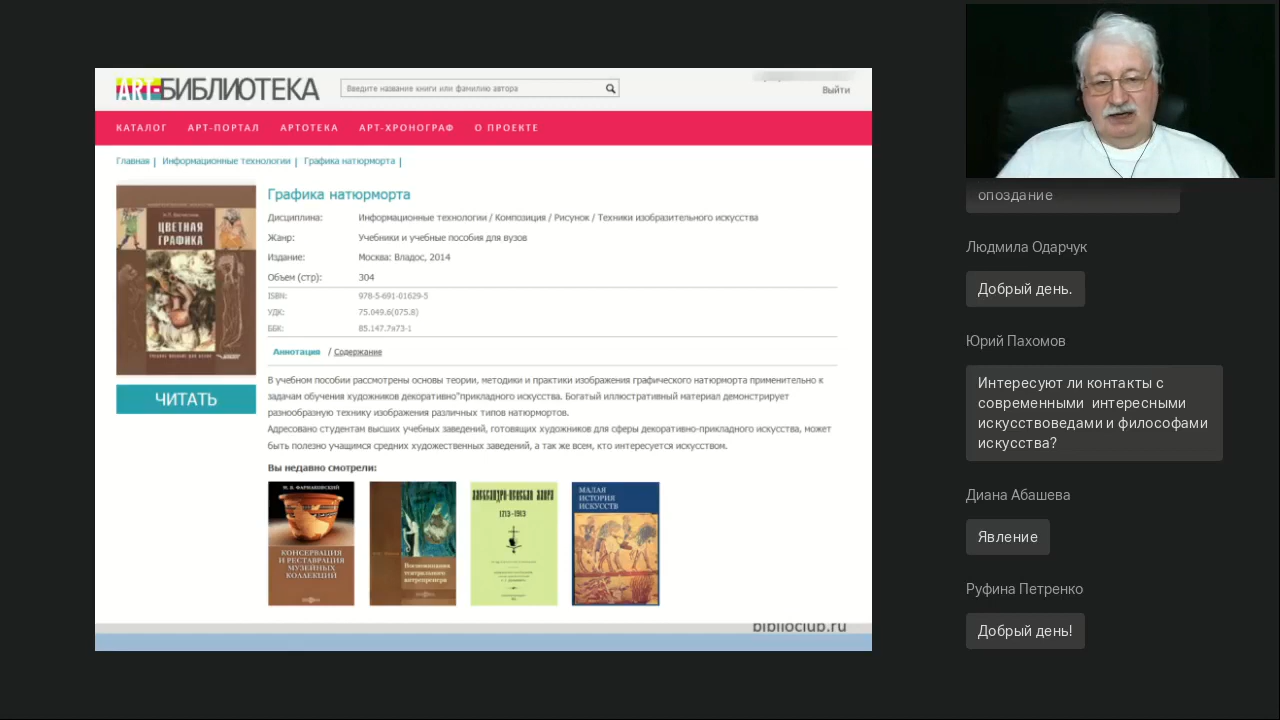 ART-БИБЛИОТЕКА
Введите название книги или фамилию автора
Выйти
КАТАЛОГ АРТ-ПОРТАЛ АРТОТЕКА АРТ-ХРОНОГРАФ О ПРОЕКТЕ
Главная | Информационные технологии | Графика натюрморта |
ЦВЕТНАЯ
ГРАФИКА
ЧИТАТЬ
Графика натюрморта
Дисциплина: Информационные технологии / Композиция / Рисунок / Техники изобразительного искусства
Жанр: Учебники и учебные пособия для вузов
Издание: Москва: Владос, 2014
Объем (стр): 304
ISBN: 978-5-691-01629-5
УДК: 75.049.6(075.8)
ББК: 85.147.7я73-1
Аннотация / Содержание
В учебном пособии рассмотрены основы теории, методики и практики изображения графического натюрморта применительно к
задачам обучения художников декоративно"прикладного искусства. Богатый иллюстративный материал демонстрирует
разнообразную технику изображения различных типов натюрмортов.
Адресовано студентам высших учебных заведений, готовящих художников для сферы декоративно-прикладного искусства, может
быть полезно учащимся средних художественных заведений, а так же всем, кто интересуется искусством.
Вы недавно смотрели:
М. В. ФАРМАКОВСКИЙ
КОНСЕРВАЦИЯ
И РЕСТАВРАЦИЯ
МУЗЕЙНЫХ
КОЛЛЕКЦИЙ
Воспоминания
театрального
антрепренера
АЛЕКСАНДРО-НЕВСКАЯ ЛАВРА
1713-1913
МАЛАЯ
ИСТОРИЯ
ИСКУССТВ
biblioclub.ru
опоздание
Людмила Одарчук
Добрый день.
Юрий Пахомов
Интересуют ли контакты с
современными интересными
искусствоведами и философами
искусства?
Диана Абашева
Явление
Руфина Петренко
Добрый день!